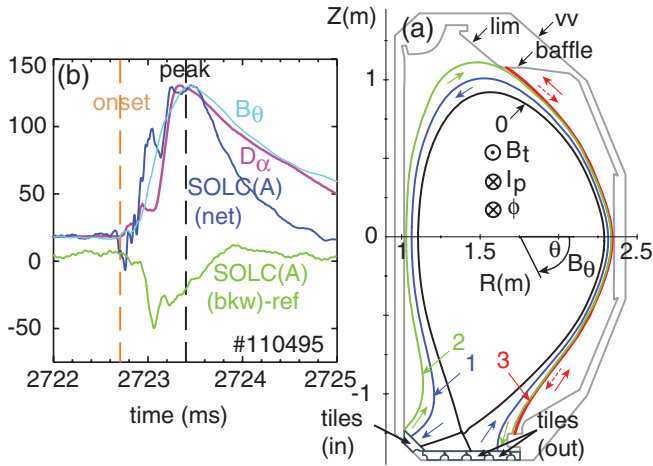 (b)
150
100
50
0
-50
onset
peak
Bθ
Dα
SOLC(A)
(net)
SOLC(A)
(bkw)-ref
#110495
2722
2723
2724
2725
time (ms)
Z(m)
(a)
vv
lim
baffle
1
0
-1
0
Bt
Ip
ϕ
1
1.5
θ
2.5
R(m)
Bθ
2
1
3
tiles
(in)
tiles
(out)